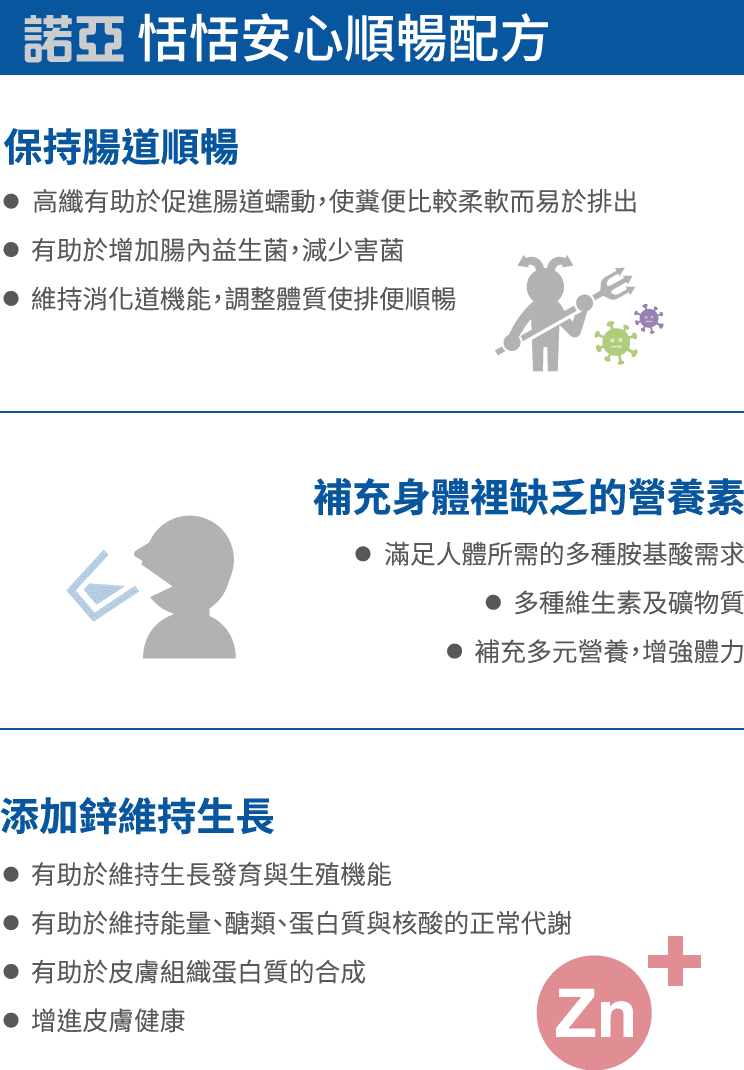 諾亞 恬恬安心順暢配方
保持腸道順暢
● 高纖有助於促進腸道蠕動，使糞便比較柔軟而易於排出
● 有助於增加腸內益生菌，減少害菌
● 維持消化道機能，調整體質使排便順暢
補充身體裡缺乏的營養素
● 滿足人體所需的多種胺基酸需求
● 多種維生素及礦物質
● 補充多元營養，增強體力
添加鋅維持生長
● 有助於維持生長發育與生殖機能
● 有助於維持能量、醣類、蛋白質與核酸的正常代謝
● 有助於皮膚組織蛋白質的合成
● 增進皮膚健康
Zn+